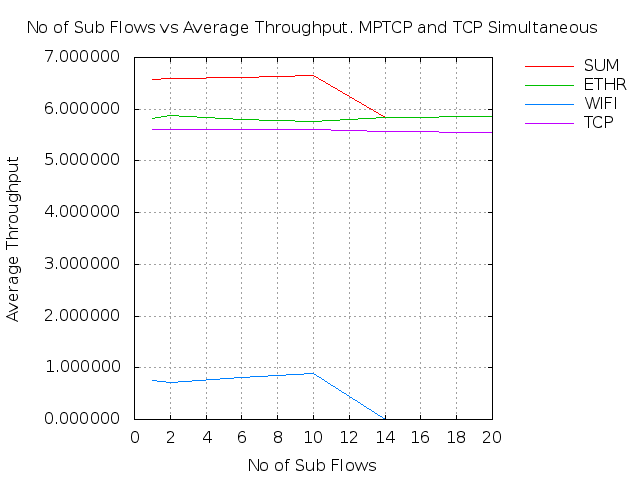 No of Sub Flows vs Average Throughput. MPTCP and TCP Simultaneous
7.000000
6.000000
5.000000
4.000000
3.000000
2.000000
1.000000
0.000000
0 2 4 6 8 10 12 14 16 18 20
No of Sub Flows
Average Throughput
SUM
ETHR
WIFI
TCP